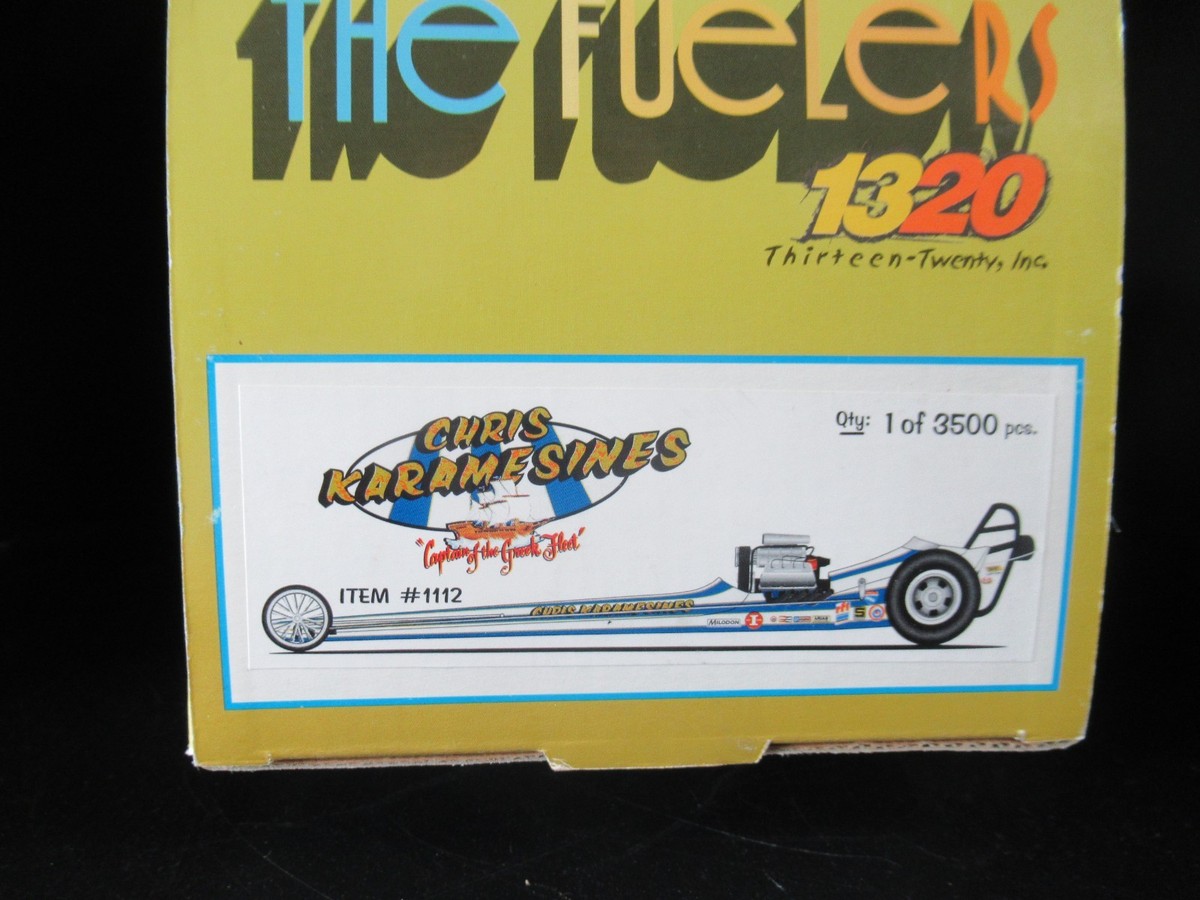 THe FUeLeRS
1320
Thirteen-Twenty, Inc.
CHRIS
KARAMESINES
"Captain of the Greek Fleet"
Qty: 1 of 3500 pcs.
ITEM #1112
CHRIS KARAMESINES
MILODON